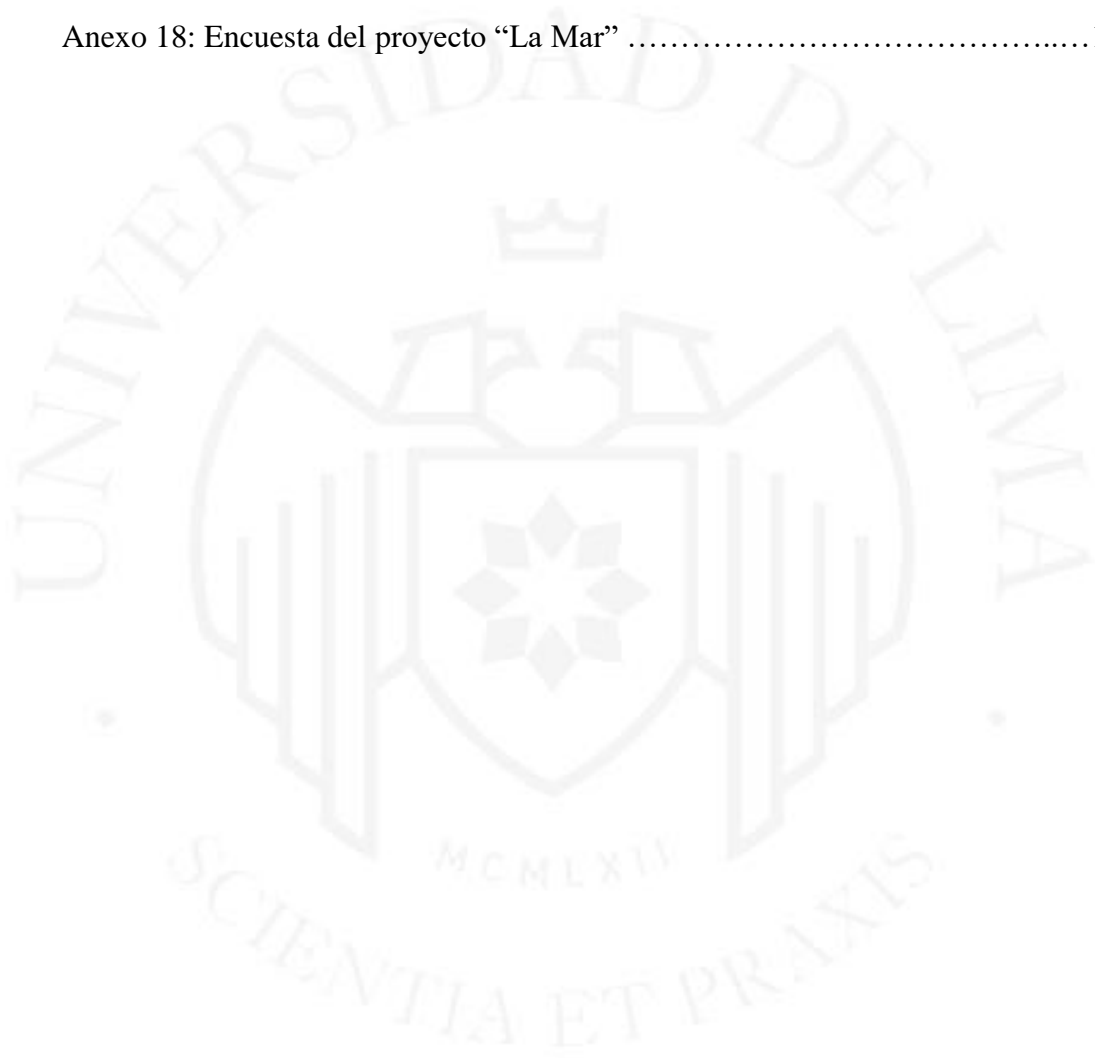 Anexo 18: Encuesta del proyecto “La Mar” …………………………………..…
UNIVERSIDAD DE LIMA
MCMLXII
SCIENTIA ET PRAXIS